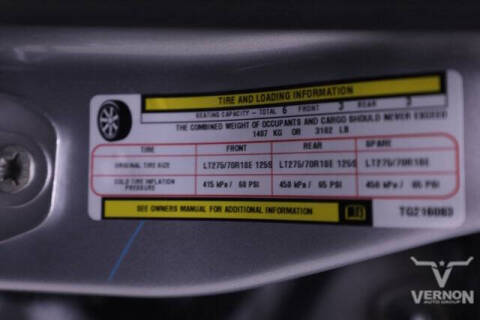 TIRE AND LOADING INFORMATION
SEATING CAPACITY - TOTAL 6 FRONT 3 REAR 3
THE COMBINED WEIGHT OF OCCUPANTS AND CARGO SHOULD NEVER EXCEED
KG OR LB
TIRE FRONT REAR SPARE
ORIGINAL TIRE SIZE LT275/70R18E 125S LT275/70R18E 125S LT275/70R18E
COLD TIRE INFLATION PRESSURE 415 kPa / 60 PSI 450 kPa / 65 PSI 450 kPa / 65 PSI
SEE OWNERS MANUAL FOR ADDITIONAL INFORMATION
VERNON
AUTO GROUP